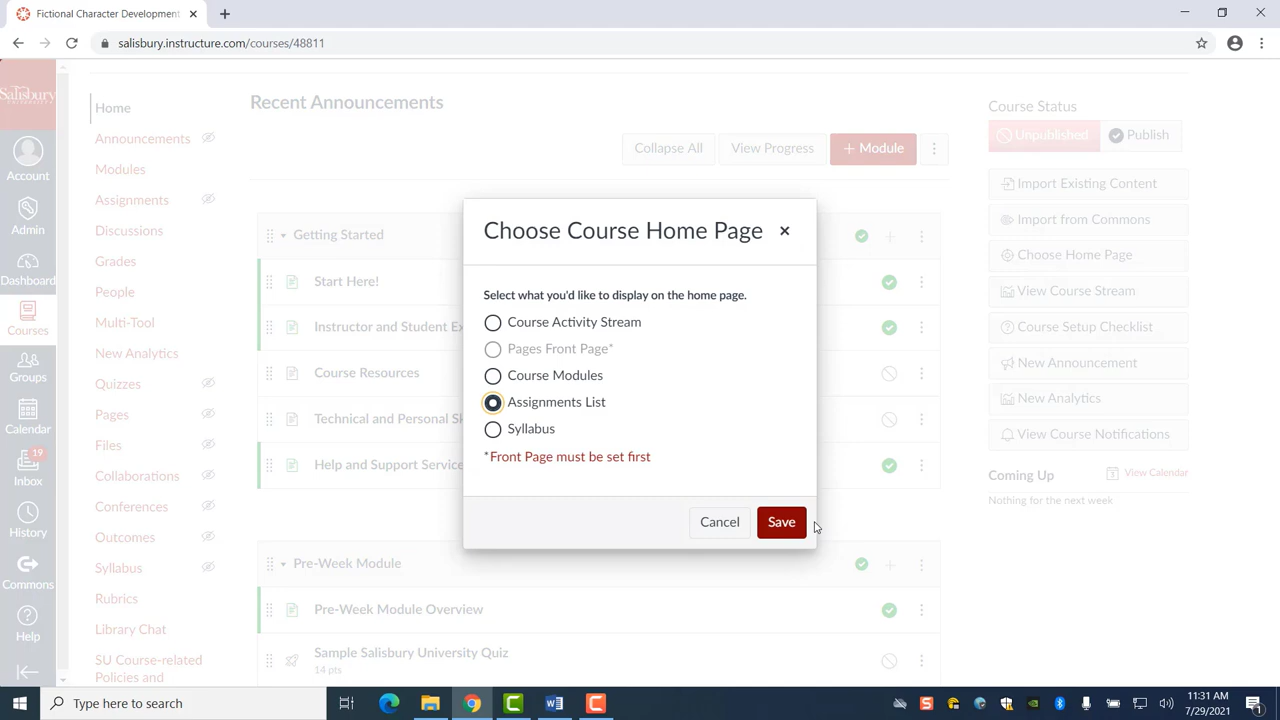 Fictional Character Development
salisbury.instructure.com/courses/48811
Salisbury
UNIVERSITY
Account
Admin
Dashboard
Courses
Groups
Calendar
19
Inbox
History
Commons
Help
Home
Announcements
Modules
Assignments
Discussions
Grades
People
Multi-Tool
New Analytics
Quizzes
Pages
Files
Collaborations
Conferences
Outcomes
Syllabus
Rubrics
Library Chat
SU Course-related
Policies and
Recent Announcements
Collapse All
View Progress
+ Module
Getting Started
Start Here!
Instructor and Student
Course Resources
Technical and Personal
Help and Support
Pre-Week Module
Pre-Week Module Overview
Sample Salisbury University Quiz
14 pts
Choose Course Home Page
×
Select what you'd like to display on the home page.
Course Activity Stream
Pages Front Page*
Course Modules
Assignments List
Syllabus
*Front Page must be set first
Cancel
Save
Course Status
Unpublished
Publish
Import Existing Content
Import from Commons
Choose Home Page
View Course Stream
Course Setup Checklist
New Announcement
New Analytics
View Course Notifications
Coming Up
View Calendar
Nothing for the next week
Type here to search
11:31 AM
7/29/2021